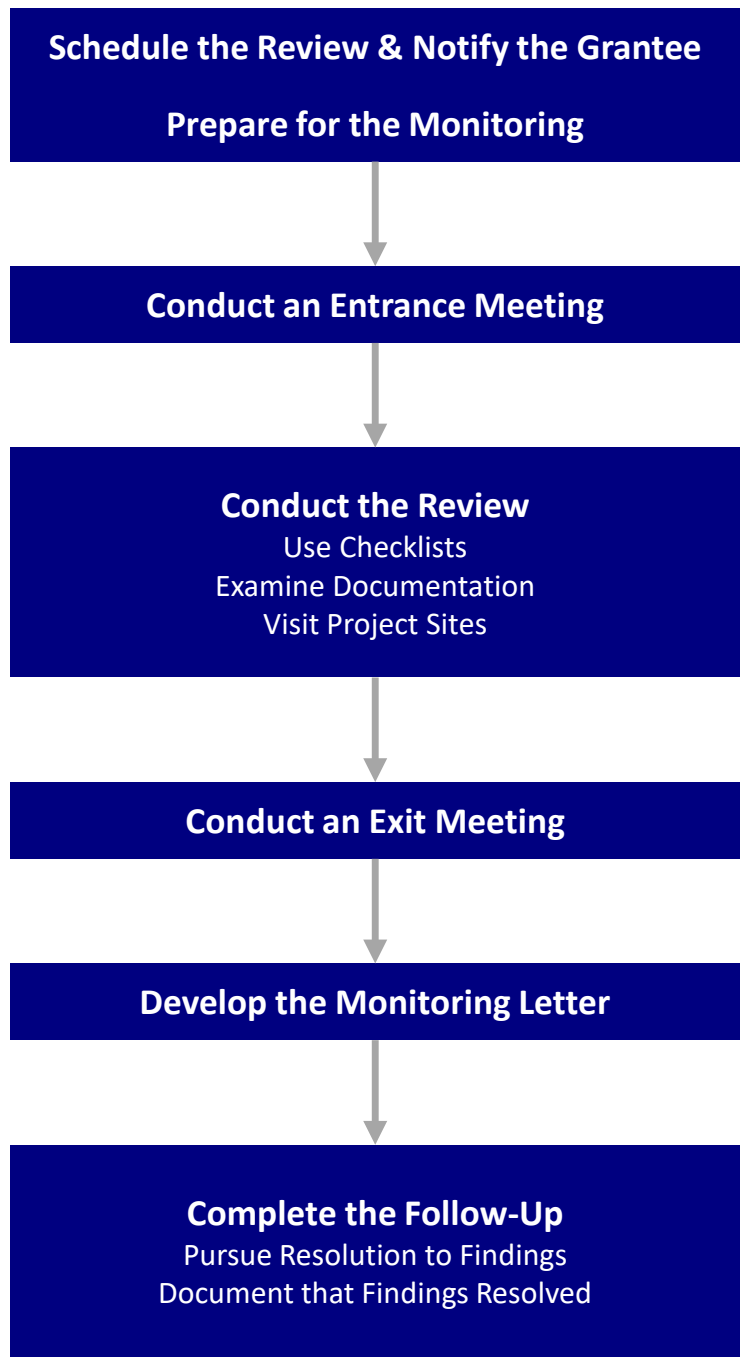 Schedule the Review & Notify the Grantee
Prepare for the Monitoring
Conduct an Entrance Meeting
Conduct the Review
Use Checklists
Examine Documentation
Visit Project Sites
Conduct an Exit Meeting
Develop the Monitoring Letter
Complete the Follow-Up
Pursue Resolution to Findings
Document that Findings Resolved